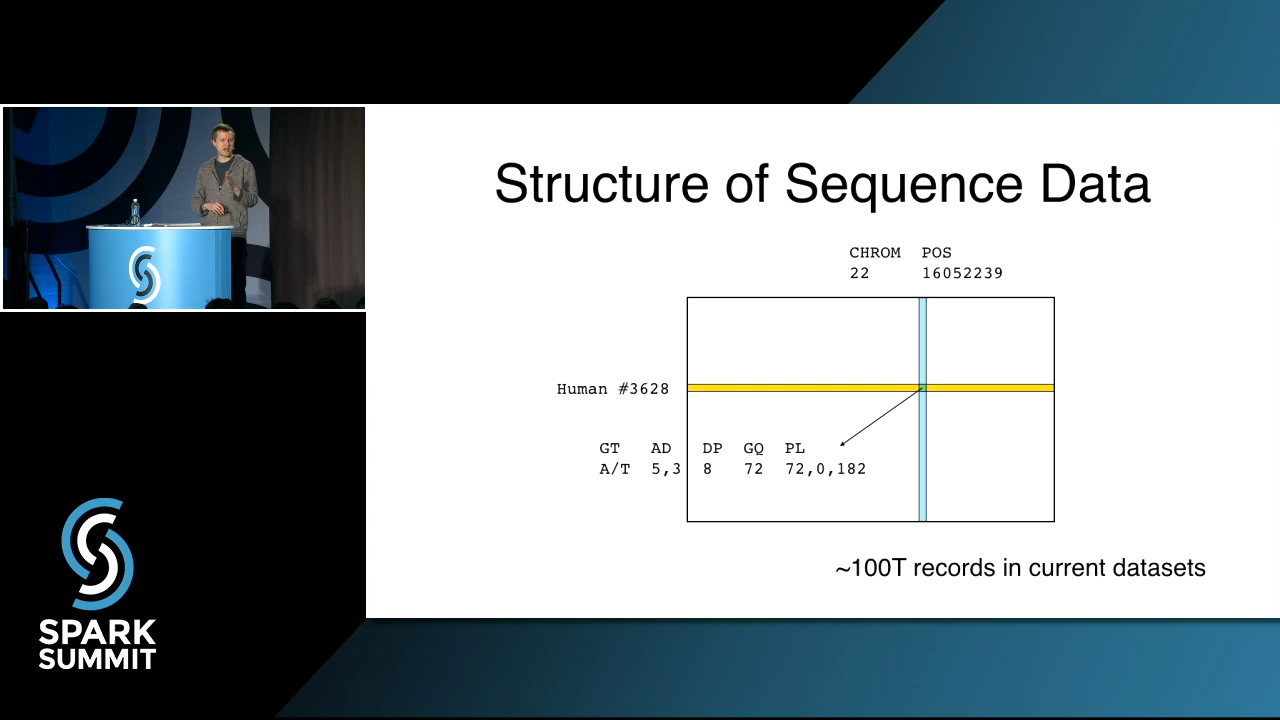 Structure of Sequence Data
CHROM POS
22 16052239
Human #3628
GT AD DP GQ PL
A/T 5,3 8 72 72,0,182
~100T records in current datasets
SPARK
SUMMIT